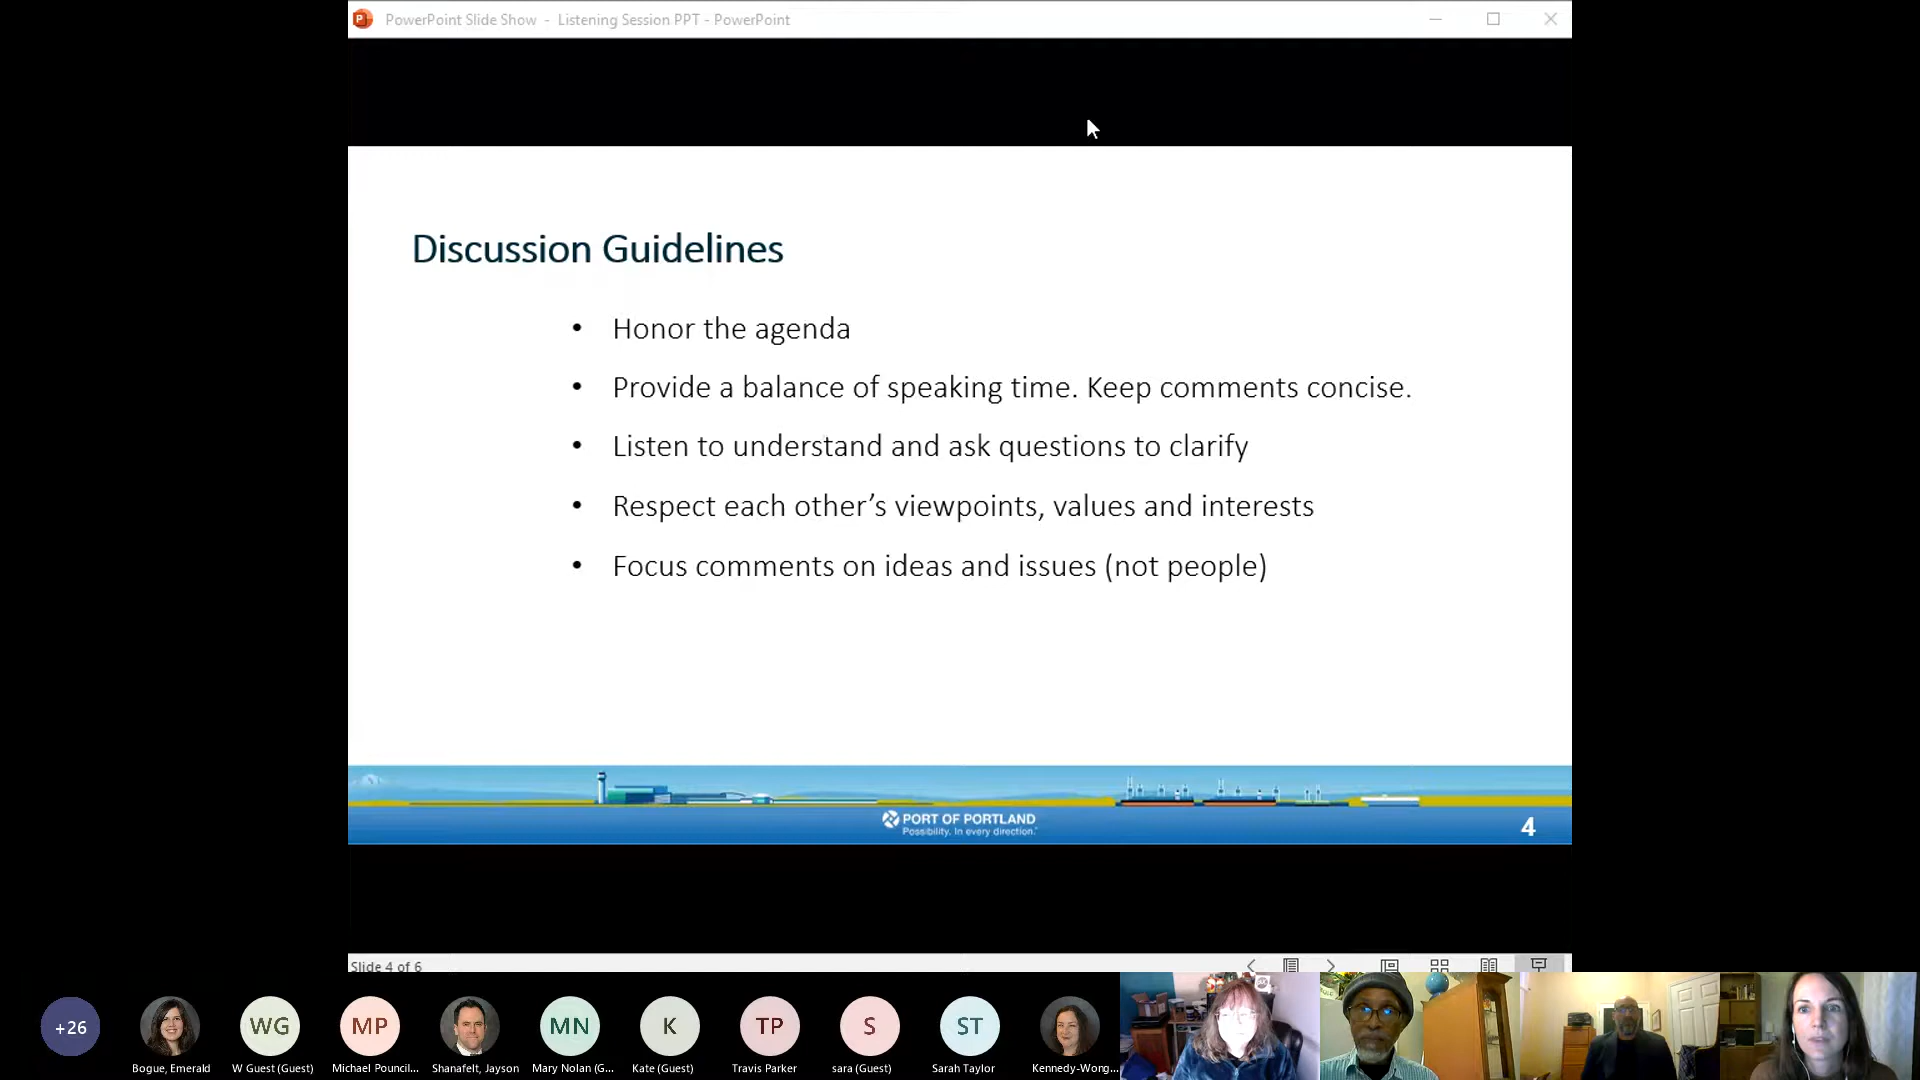 PowerPoint Slide Show - Listening Session PPT - PowerPoint
Discussion Guidelines
• Honor the agenda
• Provide a balance of speaking time. Keep comments concise.
• Listen to understand and ask questions to clarify
• Respect each other’s viewpoints, values and interests
• Focus comments on ideas and issues (not people)
PORT OF PORTLAND
Possibility. In every direction.
4
Slide 4 of 6
+26
WG
MP
MN
K
TP
S
ST
Bogue, Emerald
W Guest (Guest)
Michael Pouncil...
Shanafelt, Jayson
Mary Nolan (G...
Kate (Guest)
Travis Parker
sara (Guest)
Sarah Taylor
Kennedy-Wong...